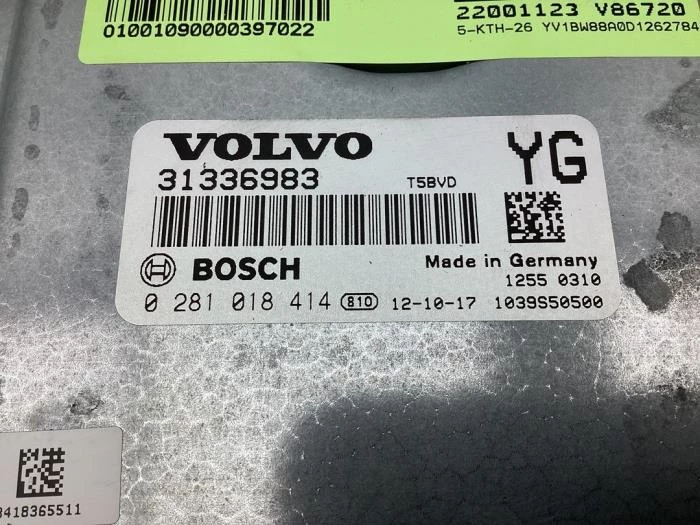 22001123 V86720
01001090000397022
5-KTH-26 YV1BW88A0D1262784
VOLVO
YG
31336983
T5BVD
BOSCH
Made in Germany
1255 0310
0 281 018 414 810 12-10-17 1039S50500
8418365511